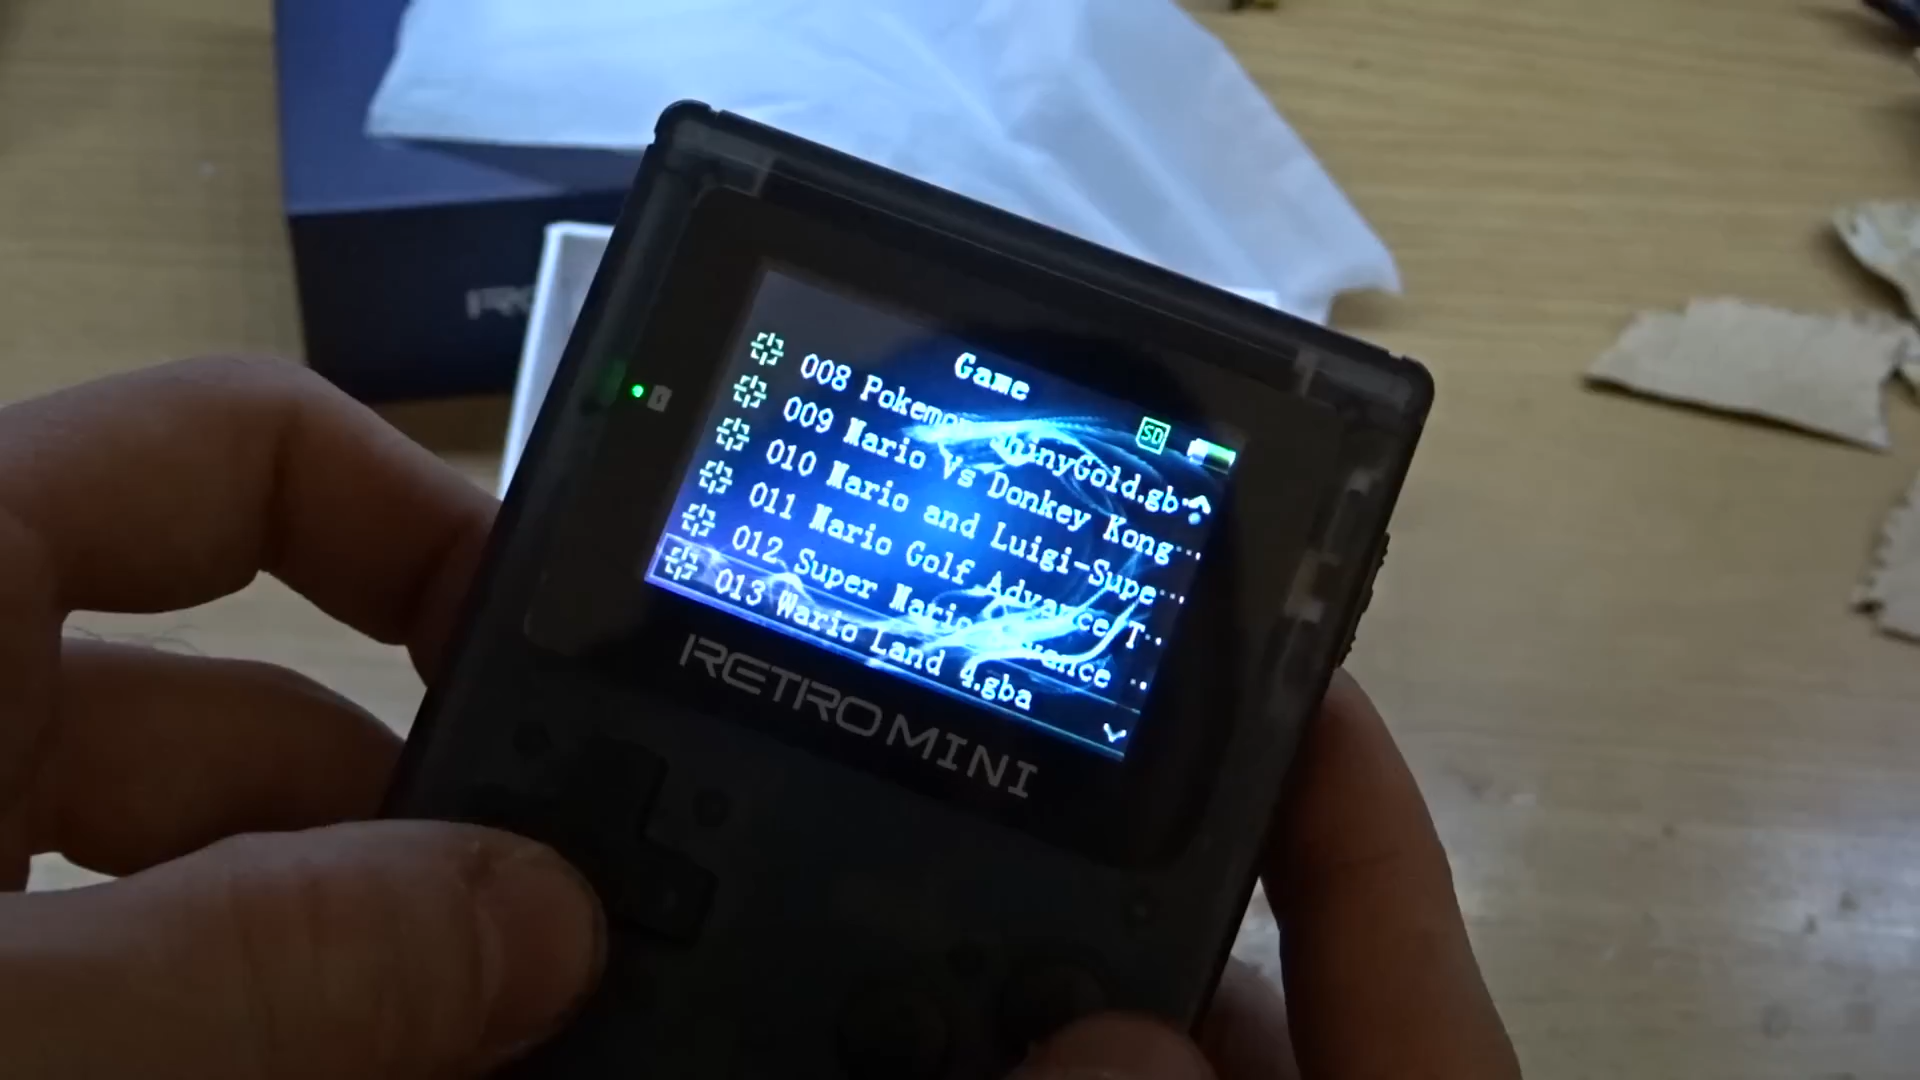 Game
SD
008 Pokemon ShinyGold.gb…
009 Mario Vs Donkey Kong…
010 Mario and Luigi-Supe…
011 Mario Golf Advance T…
012 Super Mario Advance …
013 Wario Land 4.gba
RETRO MINI